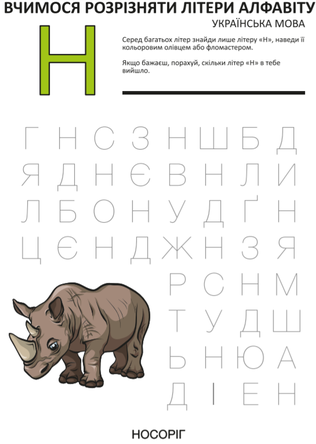 ВЧИМОСЯ РОЗРІЗНЯТИ ЛІТЕРИ АЛФАВІТУ
УКРАЇНСЬКА МОВА
Н
Серед багатьох літер знайди лише літеру «Н», наведи її
кольоровим олівцем або фломастером.
Якщо бажаєш, порахуй, скільки літер «Н» в тебе
вийшло.
Г Н С З Н Ш Б Д
Я Д Н Є В Н Л И
Л Б О Н У Д Ґ Н
Ц Є Н Д Ж Н З Я
Р С Н М
Т У Д Ш
Ь Н Ю А
Д І Е Н
НОСОРІГ